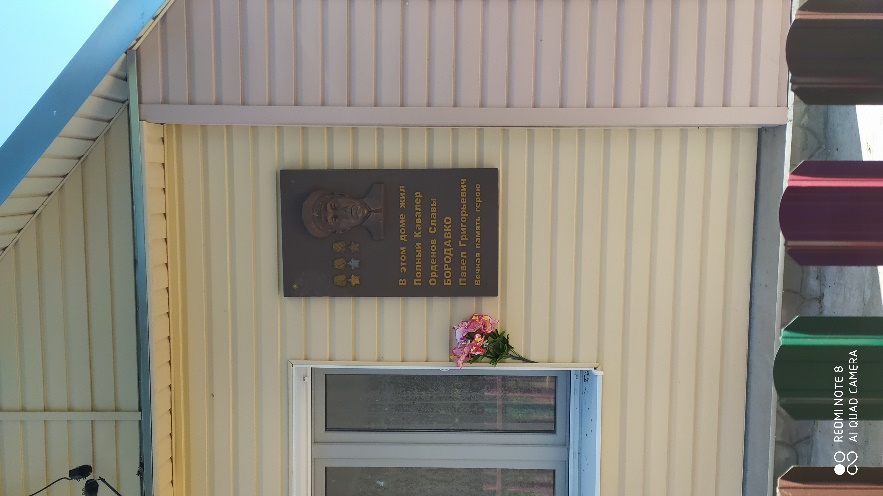 В этом доме жил
Полный Кавалер
Орденов Славы
БОРОДАВКО
Павел Григорьевич
Вечная память герою
REDMI NOTE 8
AI QUAD CAMERA